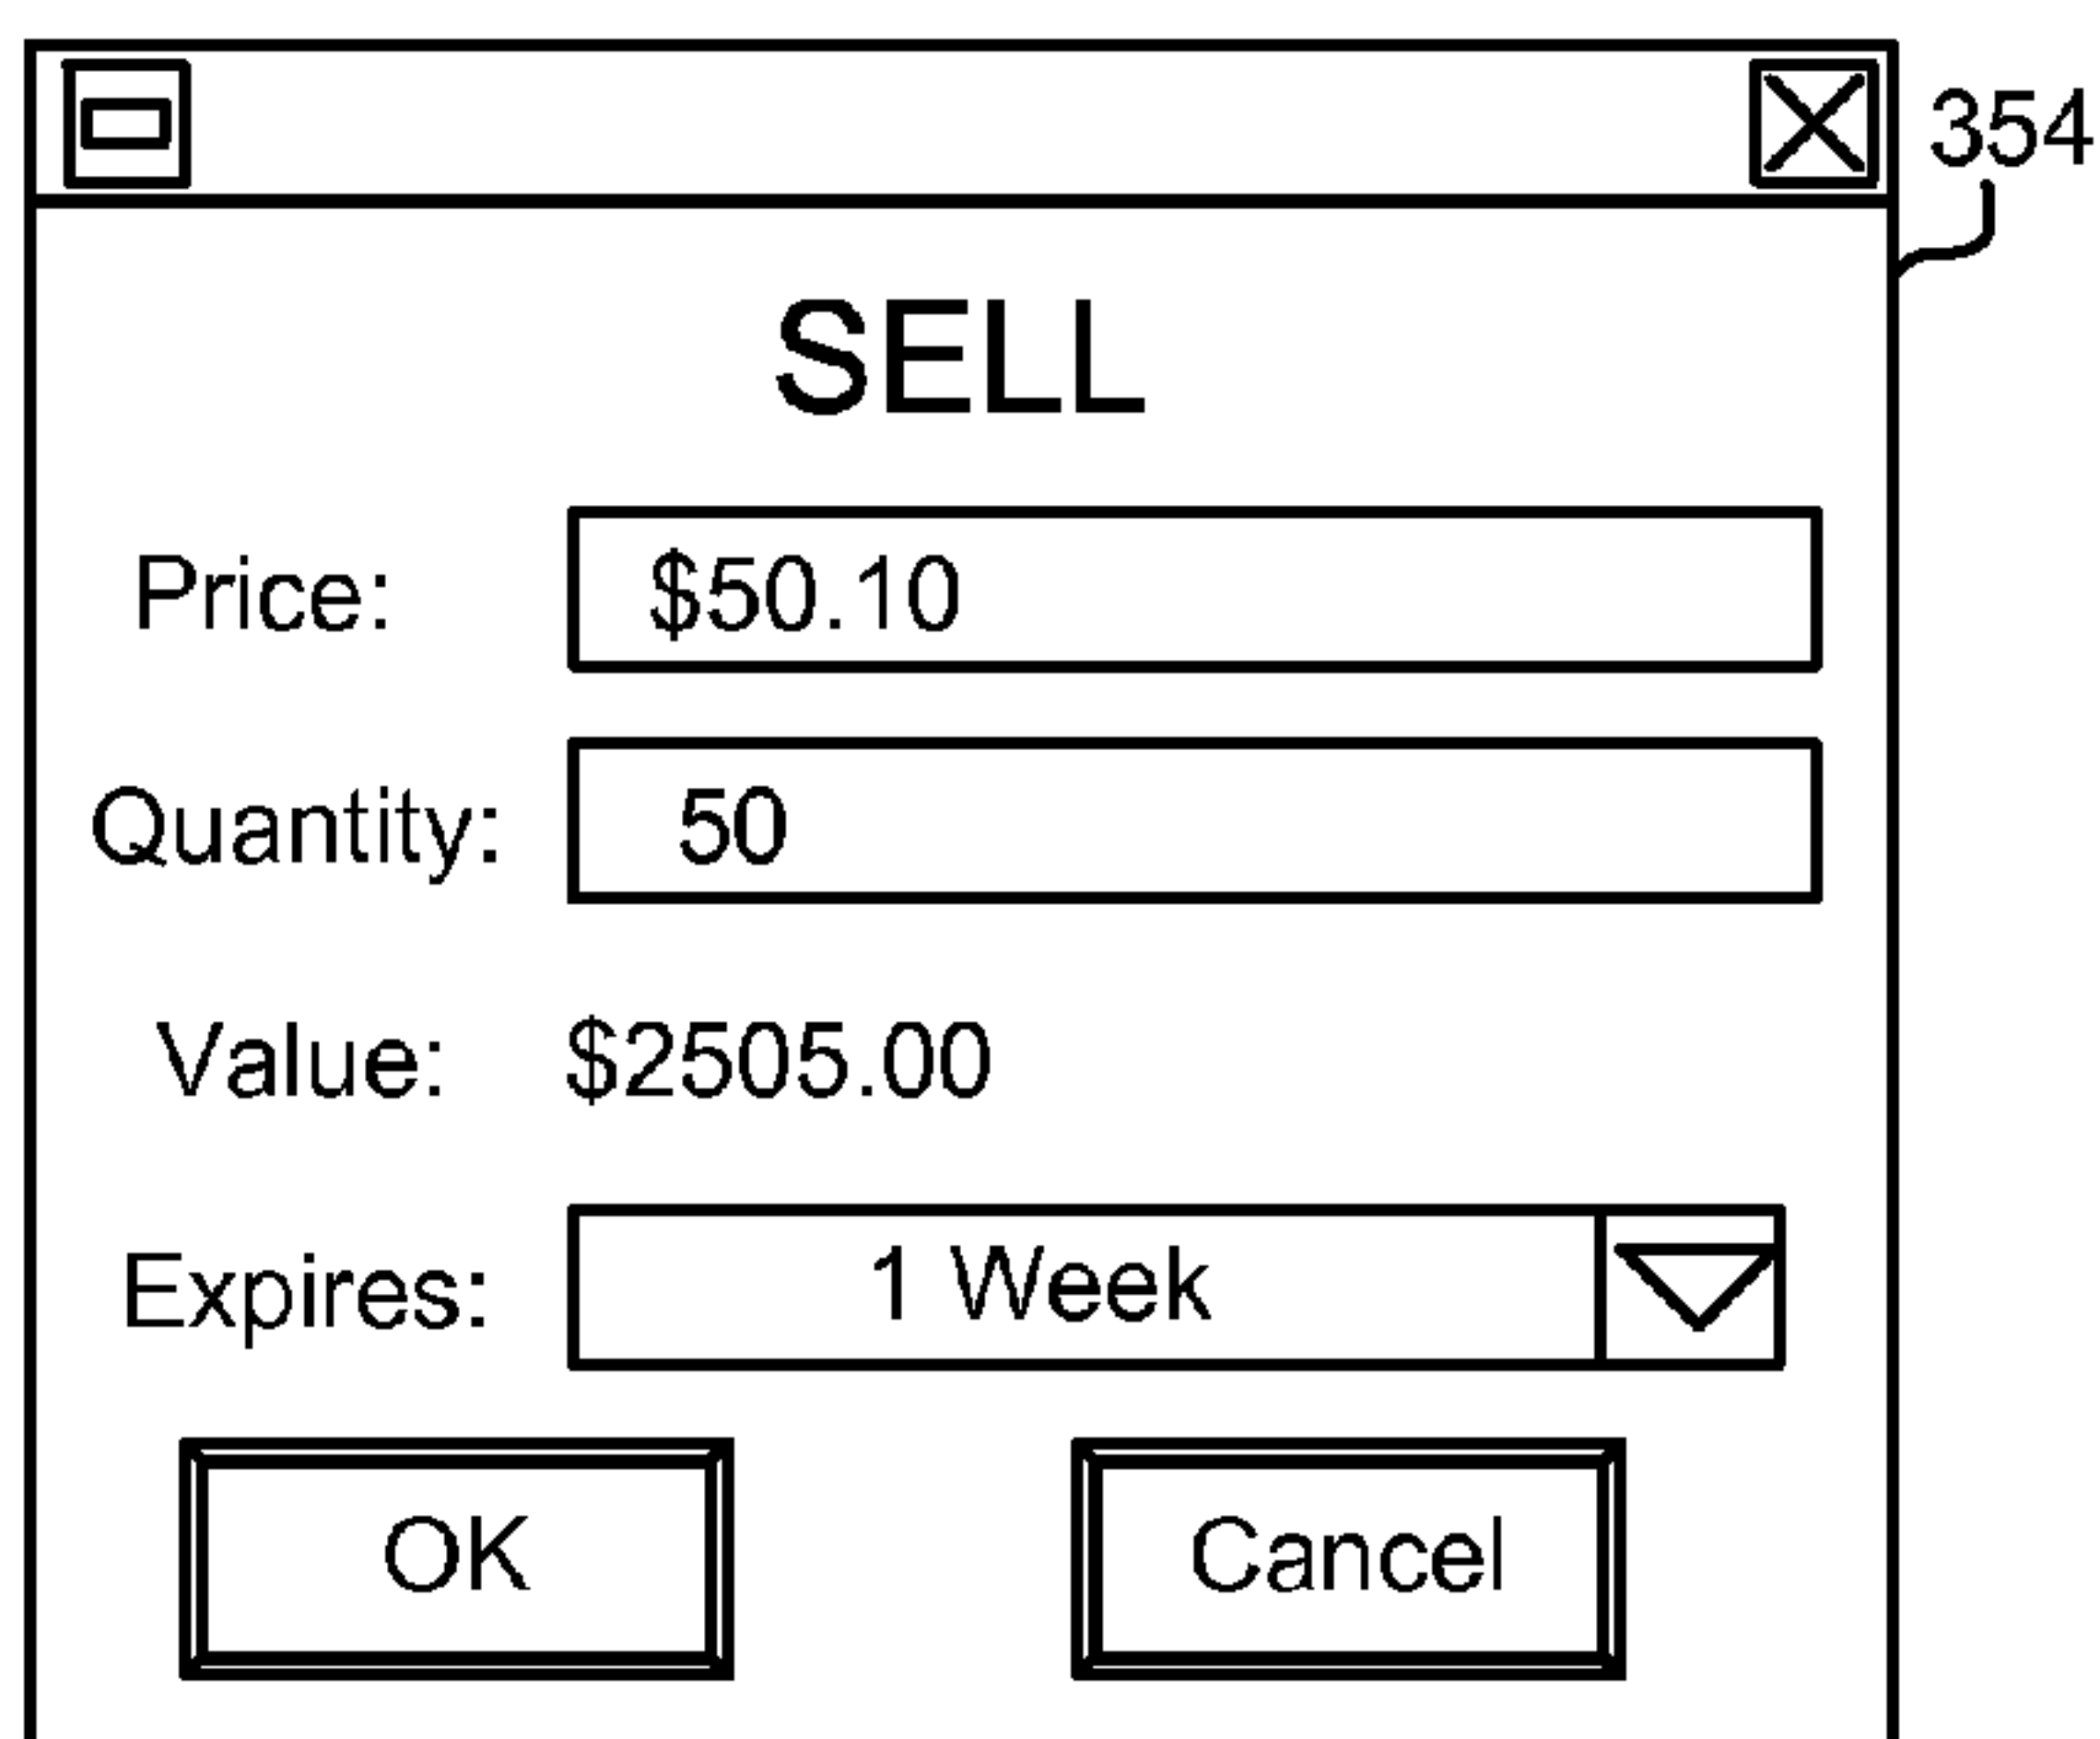 354
SELL
Price: $50.10
Quantity: 50
Value: $2505.00
Expires: 1 Week
OK Cancel